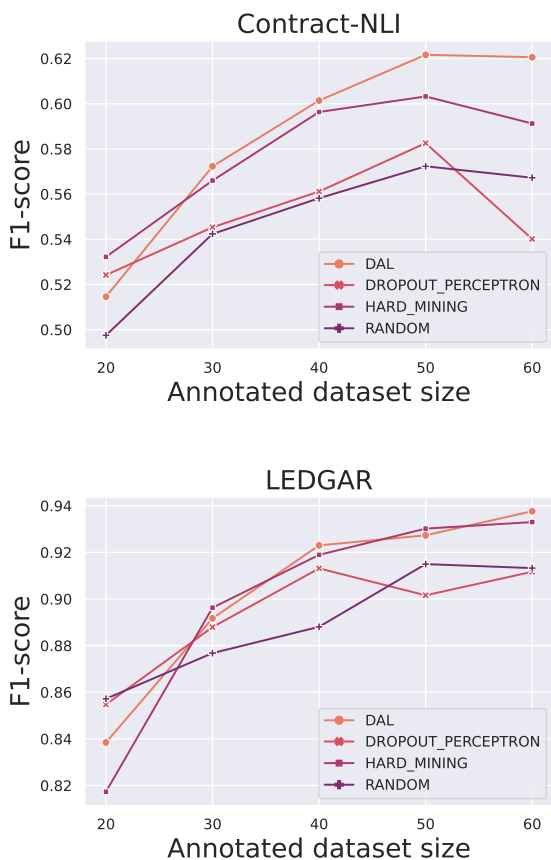 Contract-NLI
0.62
0.60
0.58
0.56
0.54
0.52
0.50
F1-score
DAL
DROPOUT_PERCEPTRON
HARD_MINING
RANDOM
20 30 40 50 60
Annotated dataset size
LEDGAR
0.94
0.92
0.90
0.88
0.86
0.84
0.82
F1-score
DAL
DROPOUT_PERCEPTRON
HARD_MINING
RANDOM
20 30 40 50 60
Annotated dataset size